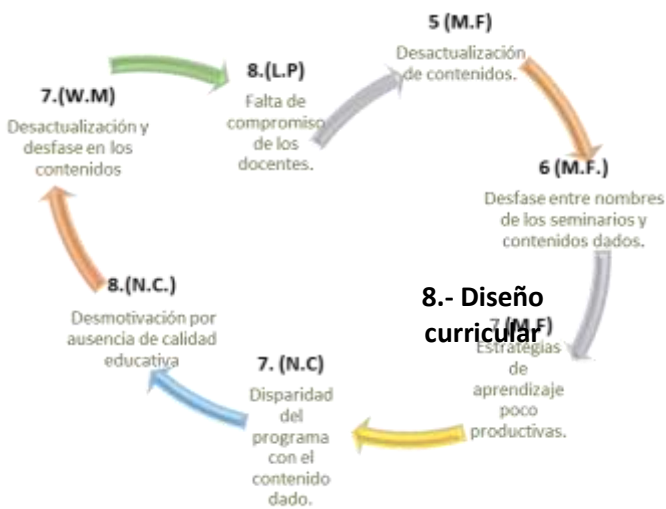 5 (M.F)
Desactualización
de contenidos.
6 (M.F.)
Desfase entre nombres
de los seminarios y
contenidos dados.
8.- Diseño
curricular
7 (M.F)
Estrategias
de
aprendizaje
poco
productivas.
7. (N.C)
Disparidad
del
programa
con el
contenido
dado.
8.(N.C.)
Desmotivación por
ausencia de calidad
educativa
7.(W.M)
Desactualización y
desfase en los
contenidos
8.(L.P)
Falta de
compromiso
de los
docentes.